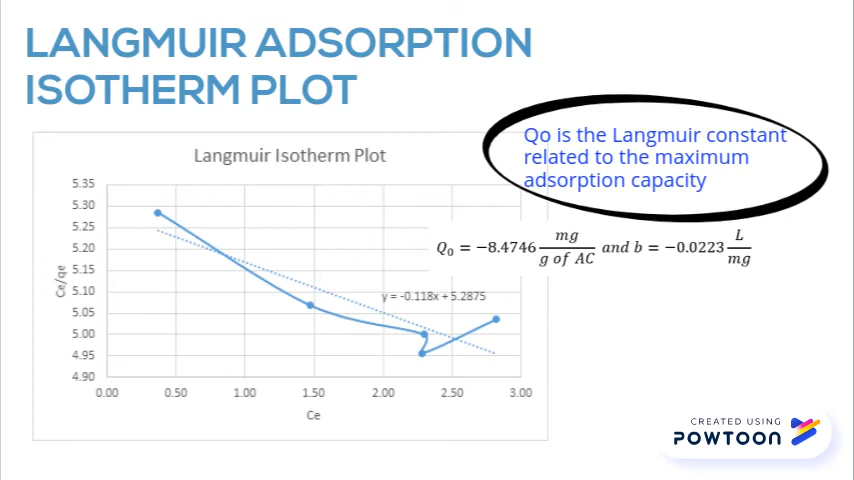 LANGMUIR ADSORPTION
ISOTHERM PLOT
Qo is the Langmuir constant
related to the maximum
adsorption capacity
Langmuir Isotherm Plot
5.35
5.30
5.25
5.20
5.15
5.10
5.05
5.00
4.95
4.90
Ce/qe
y = -0.118x + 5.2875
0.00 0.50 1.00 1.50 2.00 2.50 3.00
Ce
Q₀ = −8.4746 mg/g of AC and b = −0.0223 L/mg
CREATED USING
POWTOON